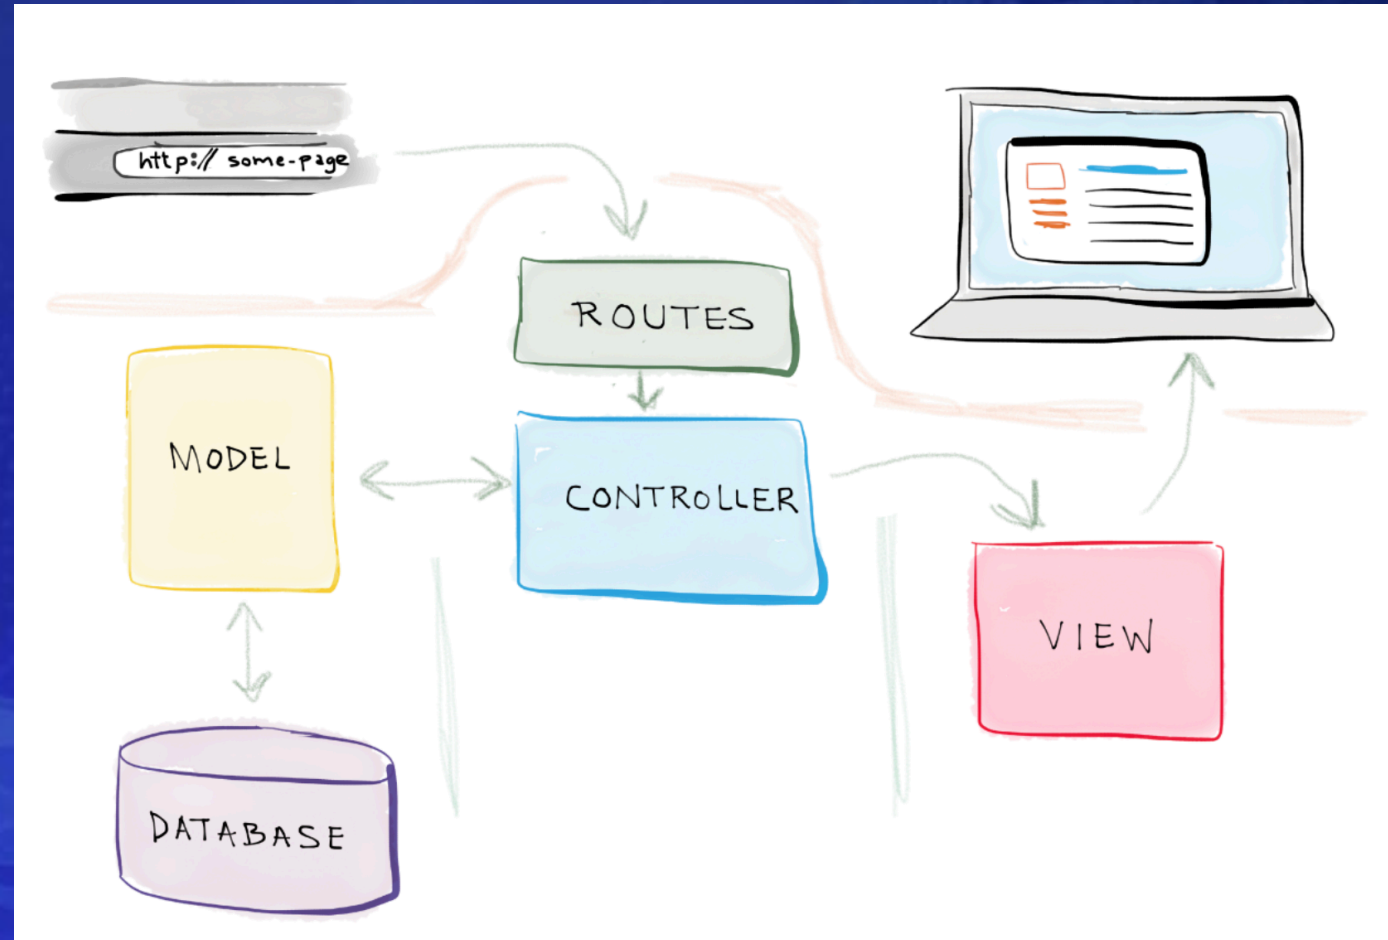 http:// some-page
ROUTES
MODEL
CONTROLLER
VIEW
DATABASE